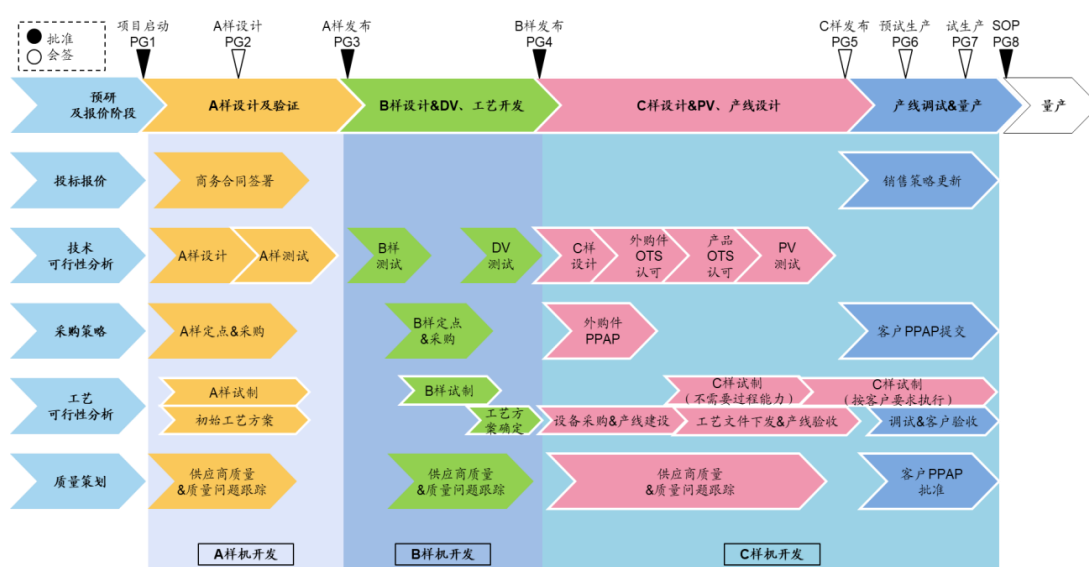 批准
会签
项目启动
PG1
A样设计
PG2
A样发布
PG3
B样发布
PG4
C样发布
PG5
预试生产
PG6
试生产
PG7
SOP
PG8
预研
及报价阶段
A样设计及验证
B样设计&DV、工艺开发
C样设计&PV、产线设计
产线调试&量产
量产
投标报价
商务合同签署
销售策略更新
技术
可行性分析
A样设计
A样测试
B样
测试
DV
测试
C样
设计
外购件
OTS
认可
产品
OTS
认可
PV
测试
采购策略
A样定点&采购
B样定点
&采购
外购件
PPAP
客户PPAP提交
工艺
可行性分析
A样试制
初始工艺方案
B样试制
工艺方
案确定
C样试制
(不需要过程能力)
C样试制
(按客户要求执行)
设备采购&产线建设
工艺文件下发&产线验收
调试&客户验收
质量策划
供应商质量
&质量问题跟踪
供应商质量
&质量问题跟踪
供应商质量
&质量问题跟踪
客户PPAP
批准
A样机开发
B样机开发
C样机开发